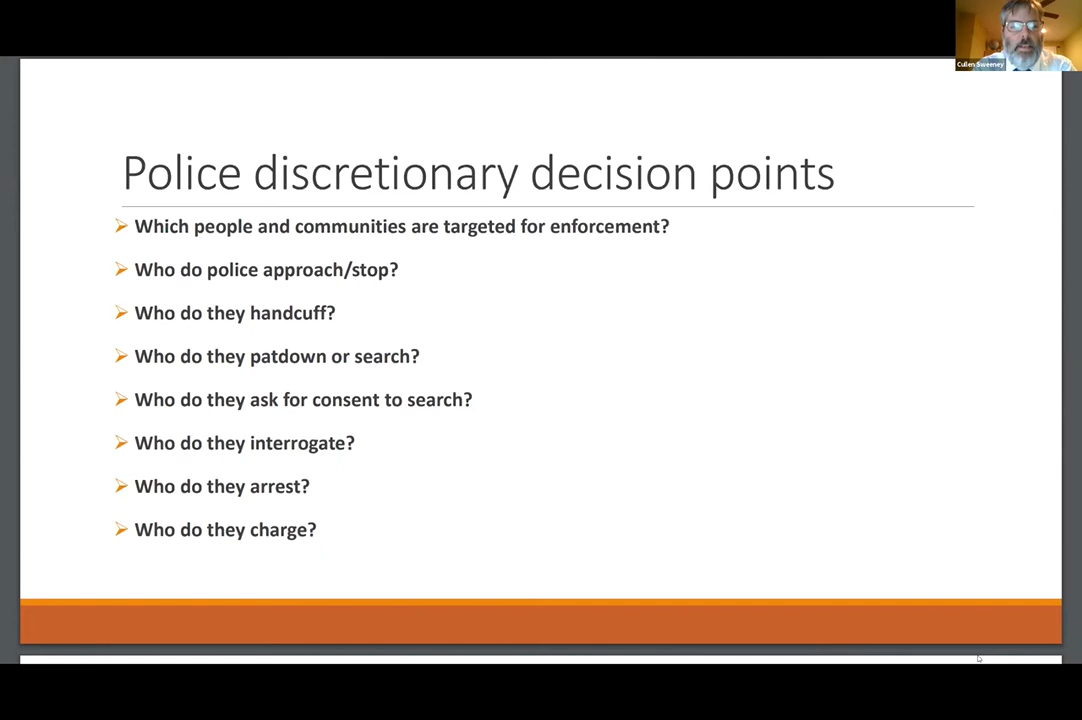 Cullen Sweeney
Police discretionary decision points
Which people and communities are targeted for enforcement?
Who do police approach/stop?
Who do they handcuff?
Who do they patdown or search?
Who do they ask for consent to search?
Who do they interrogate?
Who do they arrest?
Who do they charge?